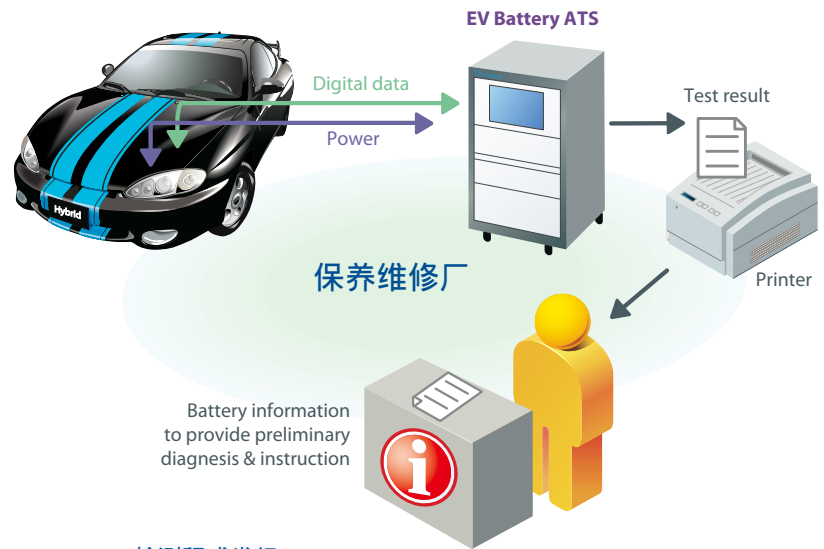 EV Battery ATS
Digital data
Power
Test result
Hybrid
保养维修厂
Printer
Battery information
to provide preliminary
diagnosis & instruction